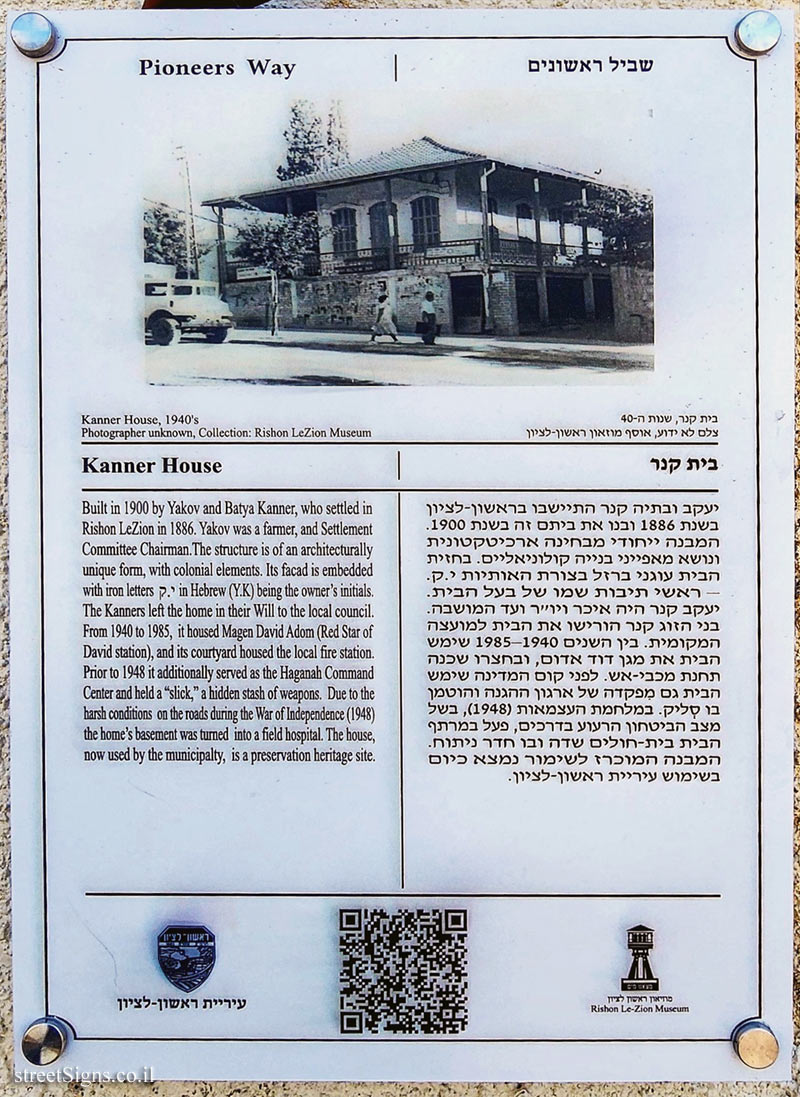 Pioneers Way | שביל ראשונים
Kanner House, 1940's
Photographer unknown, Collection: Rishon LeZion Museum
בית קנר, שנות ה-40
צלם לא ידוע, אוסף מוזאון ראשון-לציון
Kanner House | בית קנר
Built in 1900 by Yakov and Batya Kanner, who settled in
Rishon LeZion in 1886. Yakov was a farmer, and Settlement
Committee Chairman.The structure is of an architecturally
unique form, with colonial elements. Its facad is embedded
with iron letters י.ק in Hebrew (Y.K) being the owner's initials.
The Kanners left the home in their Will to the local council.
From 1940 to 1985, it housed Magen David Adom (Red Star of
David station), and its courtyard housed the local fire station.
Prior to 1948 it additionally served as the Haganah Command
Center and held a “slick,” a hidden stash of weapons. Due to the
harsh conditions on the roads during the War of Independence (1948)
the home's basement was turned into a field hospital. The house,
now used by the municipalty, is a preservation heritage site.
יעקב ובתיה קנר התיישבו בראשון-לציון
בשנת 1886 ובנו את ביתם זה בשנת 1900.
המבנה ייחודי מבחינה ארכיטקטונית
ונושא מאפייני בנייה קולוניאליים. בחזית
הבית עוגני ברזל בצורת האותיות י.ק.
– ראשי תיבות שמו של בעל הבית.
יעקב קנר היה איכר ויו״ר ועד המושבה.
בני הזוג קנר הורישו את הבית למועצה
המקומית. בין השנים 1940–1985 שימש
הבית את מגן דוד אדום, ובחצרו שכנה
תחנת מכבי-אש. לפני קום המדינה שימש
הבית גם מִפקדה של ארגון ההגנה והוטמן
בו סְליק. במלחמת העצמאות (1948), בשל
מצב הביטחון הרעוע בדרכים, פעל במרתף
הבית בית-חולים שדה ובו חדר ניתוח.
המבנה המוכרז לשימור נמצא כיום
בשימוש עיריית ראשון-לציון.
ראשון לציון
עיריית ראשון-לציון
מוזיאון ראשון לציון
Rishon Le-Zion Museum
streetSigns.co.il